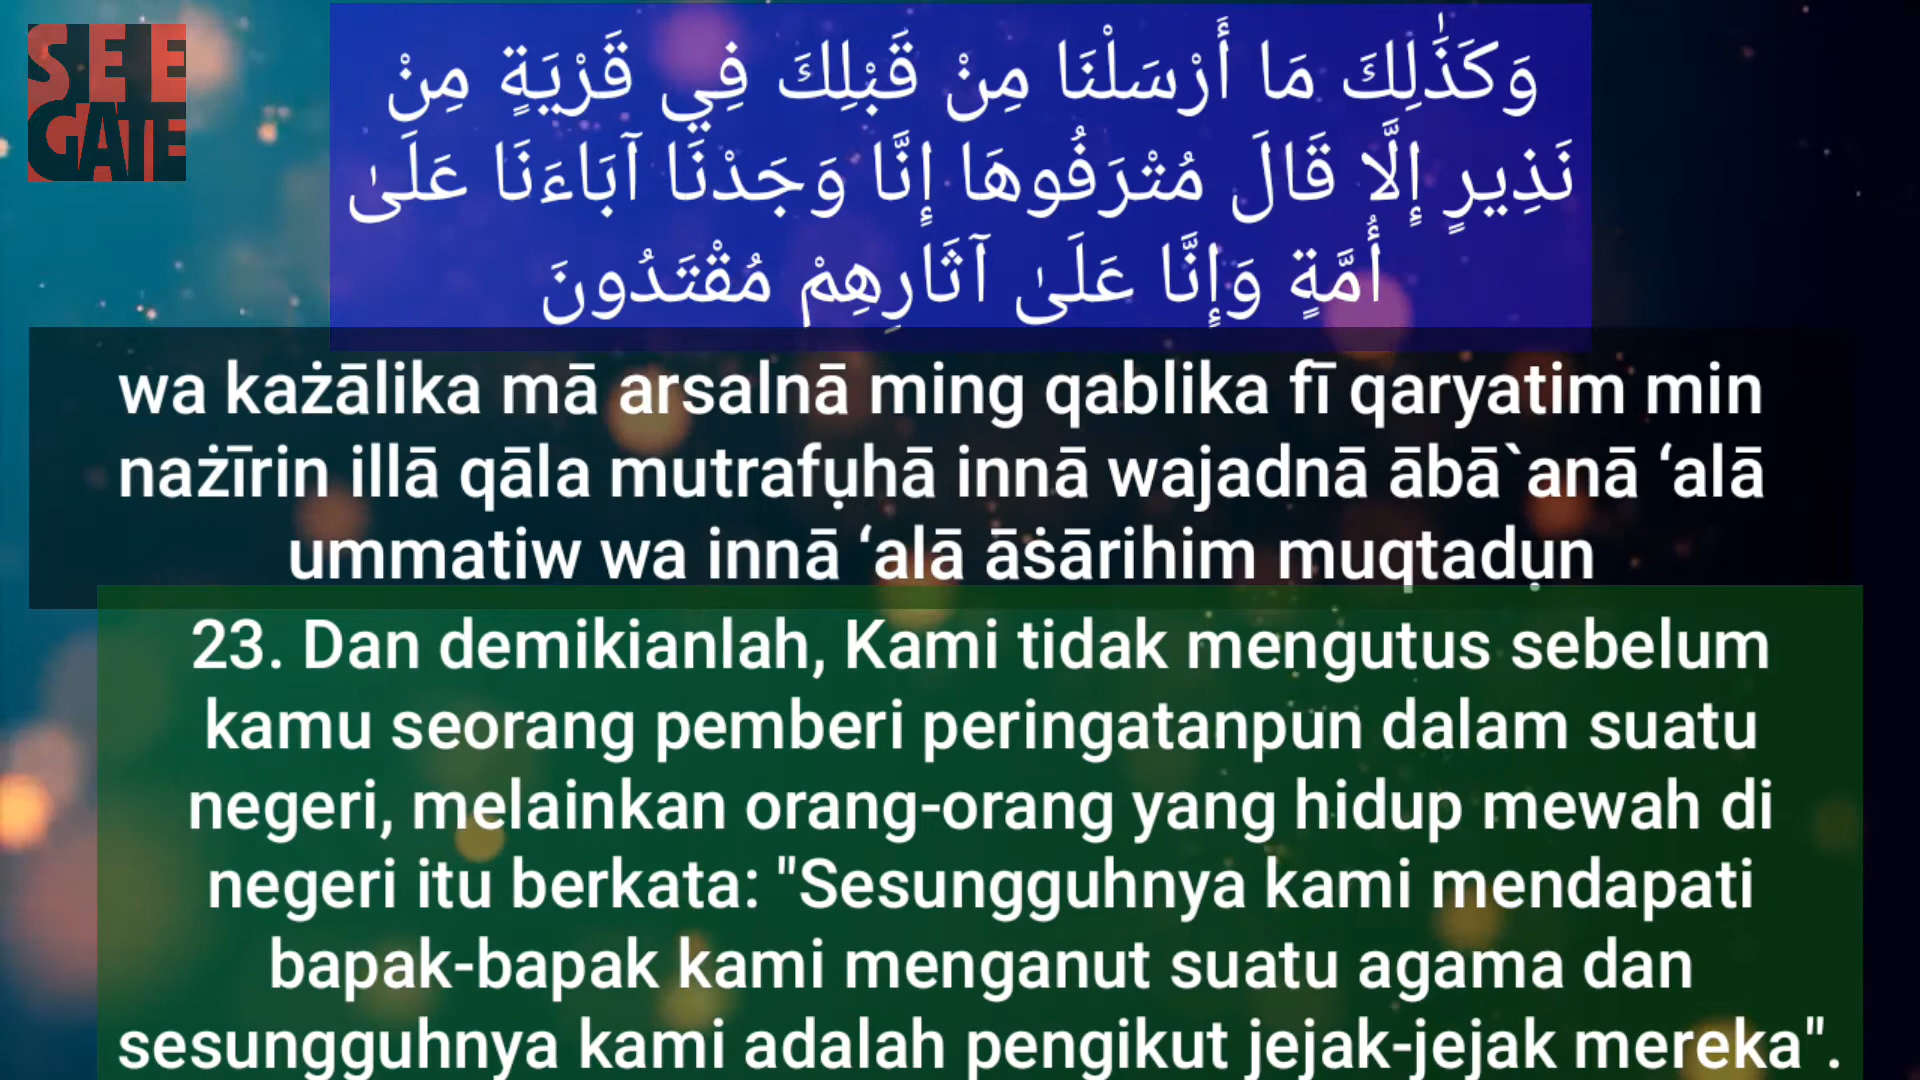 SEE
GATE
وَكَذَٰلِكَ مَا أَرْسَلْنَا مِنْ قَبْلِكَ فِي قَرْيَةٍ مِنْ
نَذِيرٍ إِلَّا قَالَ مُتْرَفُوهَا إِنَّا وَجَدْنَا آبَاءَنَا عَلَىٰ
أُمَّةٍ وَإِنَّا عَلَىٰ آثَارِهِمْ مُقْتَدُونَ
wa każālika mā arsalnā ming qablika fī qaryatim min
nażīrin illā qāla mutrafụhā innā wajadnā ābā`anā ‘alā
ummatiw wa innā ‘alā āṡārihim muqtadụn
23. Dan demikianlah, Kami tidak mengutus sebelum
kamu seorang pemberi peringatanpun dalam suatu
negeri, melainkan orang-orang yang hidup mewah di
negeri itu berkata: "Sesungguhnya kami mendapati
bapak-bapak kami menganut suatu agama dan
sesungguhnya kami adalah pengikut jejak-jejak mereka".